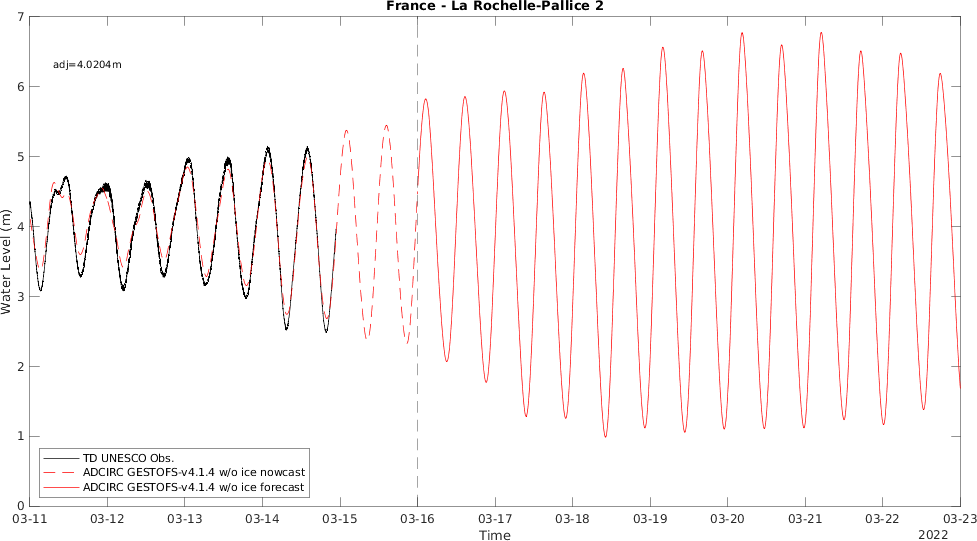 France - La Rochelle-Pallice 2
adj=4.0204m
Water Level (m)
7
6
5
4
3
2
1
0
TD UNESCO Obs.
ADCIRC GESTOFS-v4.1.4 w/o ice nowcast
ADCIRC GESTOFS-v4.1.4 w/o ice forecast
03-11 03-12 03-13 03-14 03-15 03-16 03-17 03-18 03-19 03-20 03-21 03-22 03-23
Time
2022